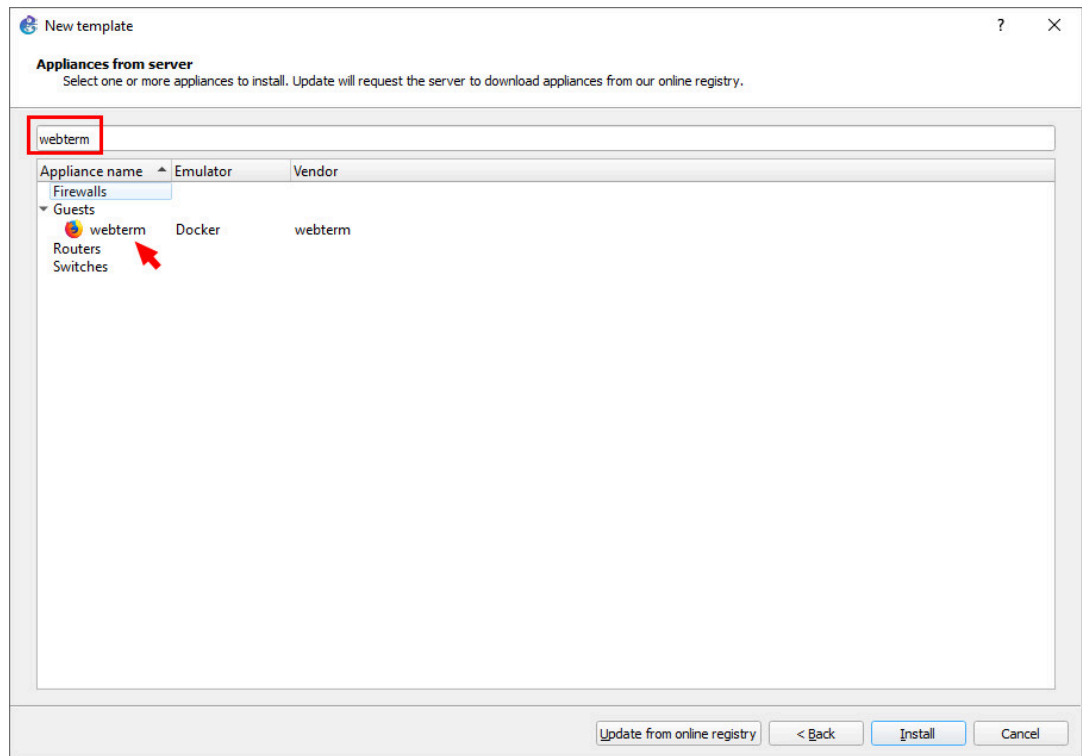 New template
?
Appliances from server
Select one or more appliances to install. Update will request the server to download appliances from our online registry.
webterm
Appliance name Emulator Vendor
Firewalls
Guests
webterm Docker webterm
Routers
Switches
Update from online registry < Back Install Cancel